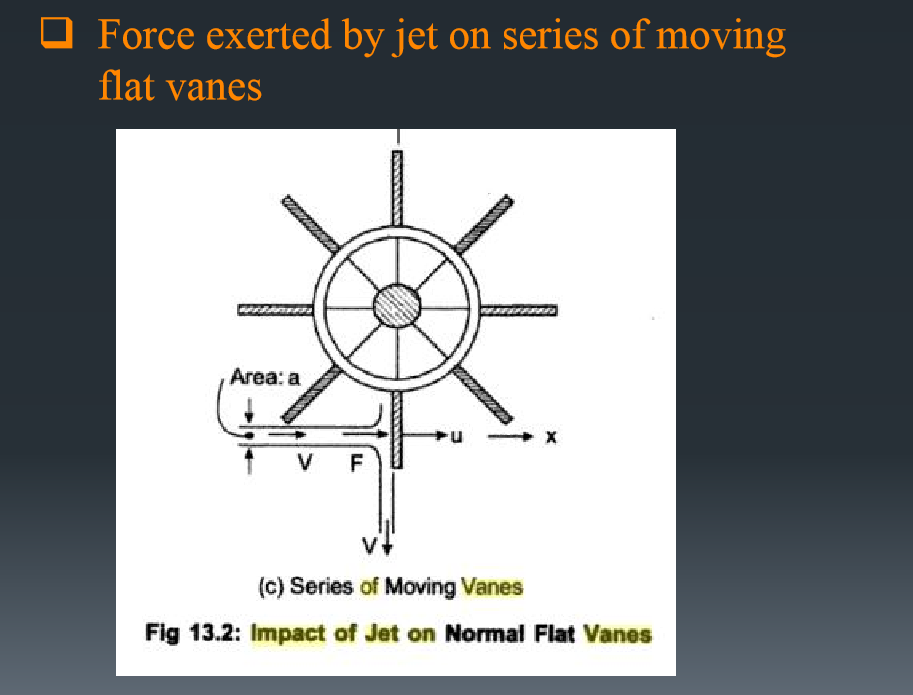 Force exerted by jet on series of moving
flat vanes
Area: a
u
x
V
F
V
(c) Series of Moving Vanes
Fig 13.2: Impact of Jet on Normal Flat Vanes